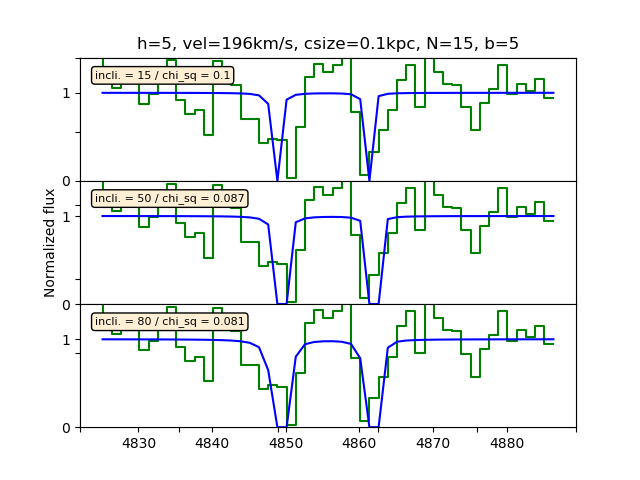 h=5, vel=196km/s, csize=0.1kpc, N=15, b=5
incli. = 15 / chi_sq = 0.1
1
0
incli. = 50 / chi_sq = 0.087
1
Normalized flux
0
incli. = 80 / chi_sq = 0.081
1
0
4830 4840 4850 4860 4870 4880